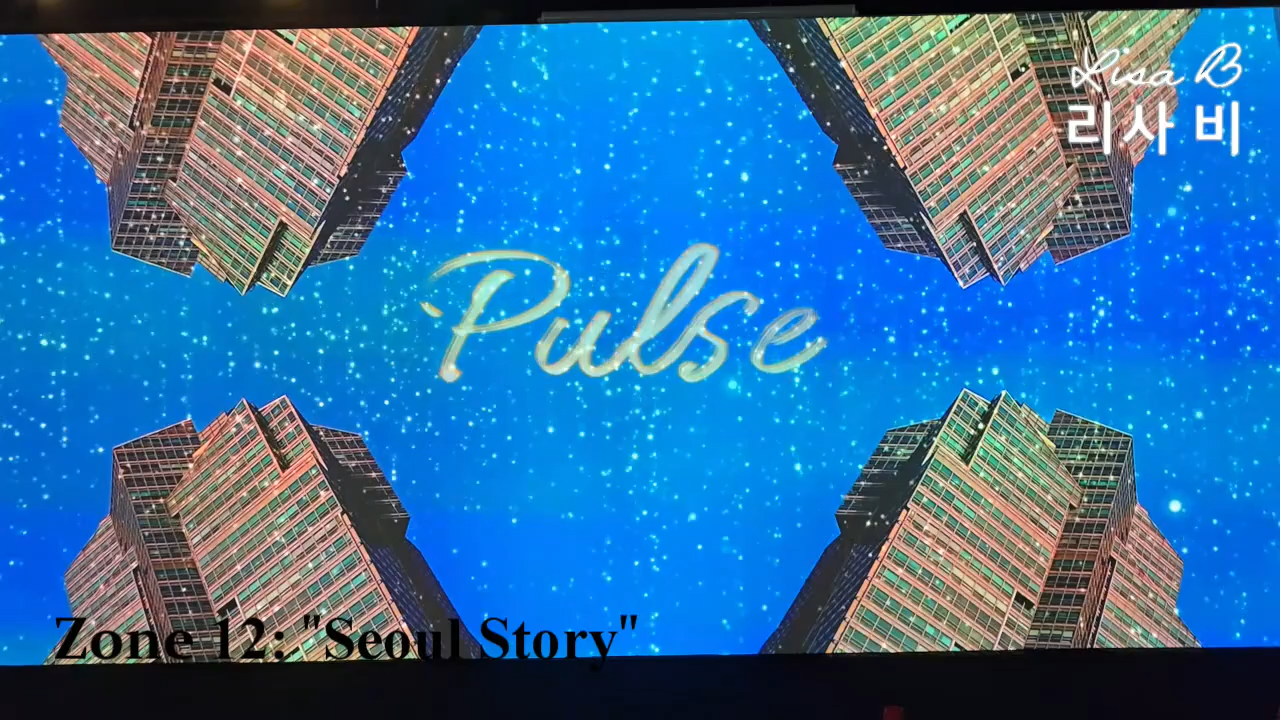 Lisa B
리사 비
Pulse
Zone 12: "Seoul Story"